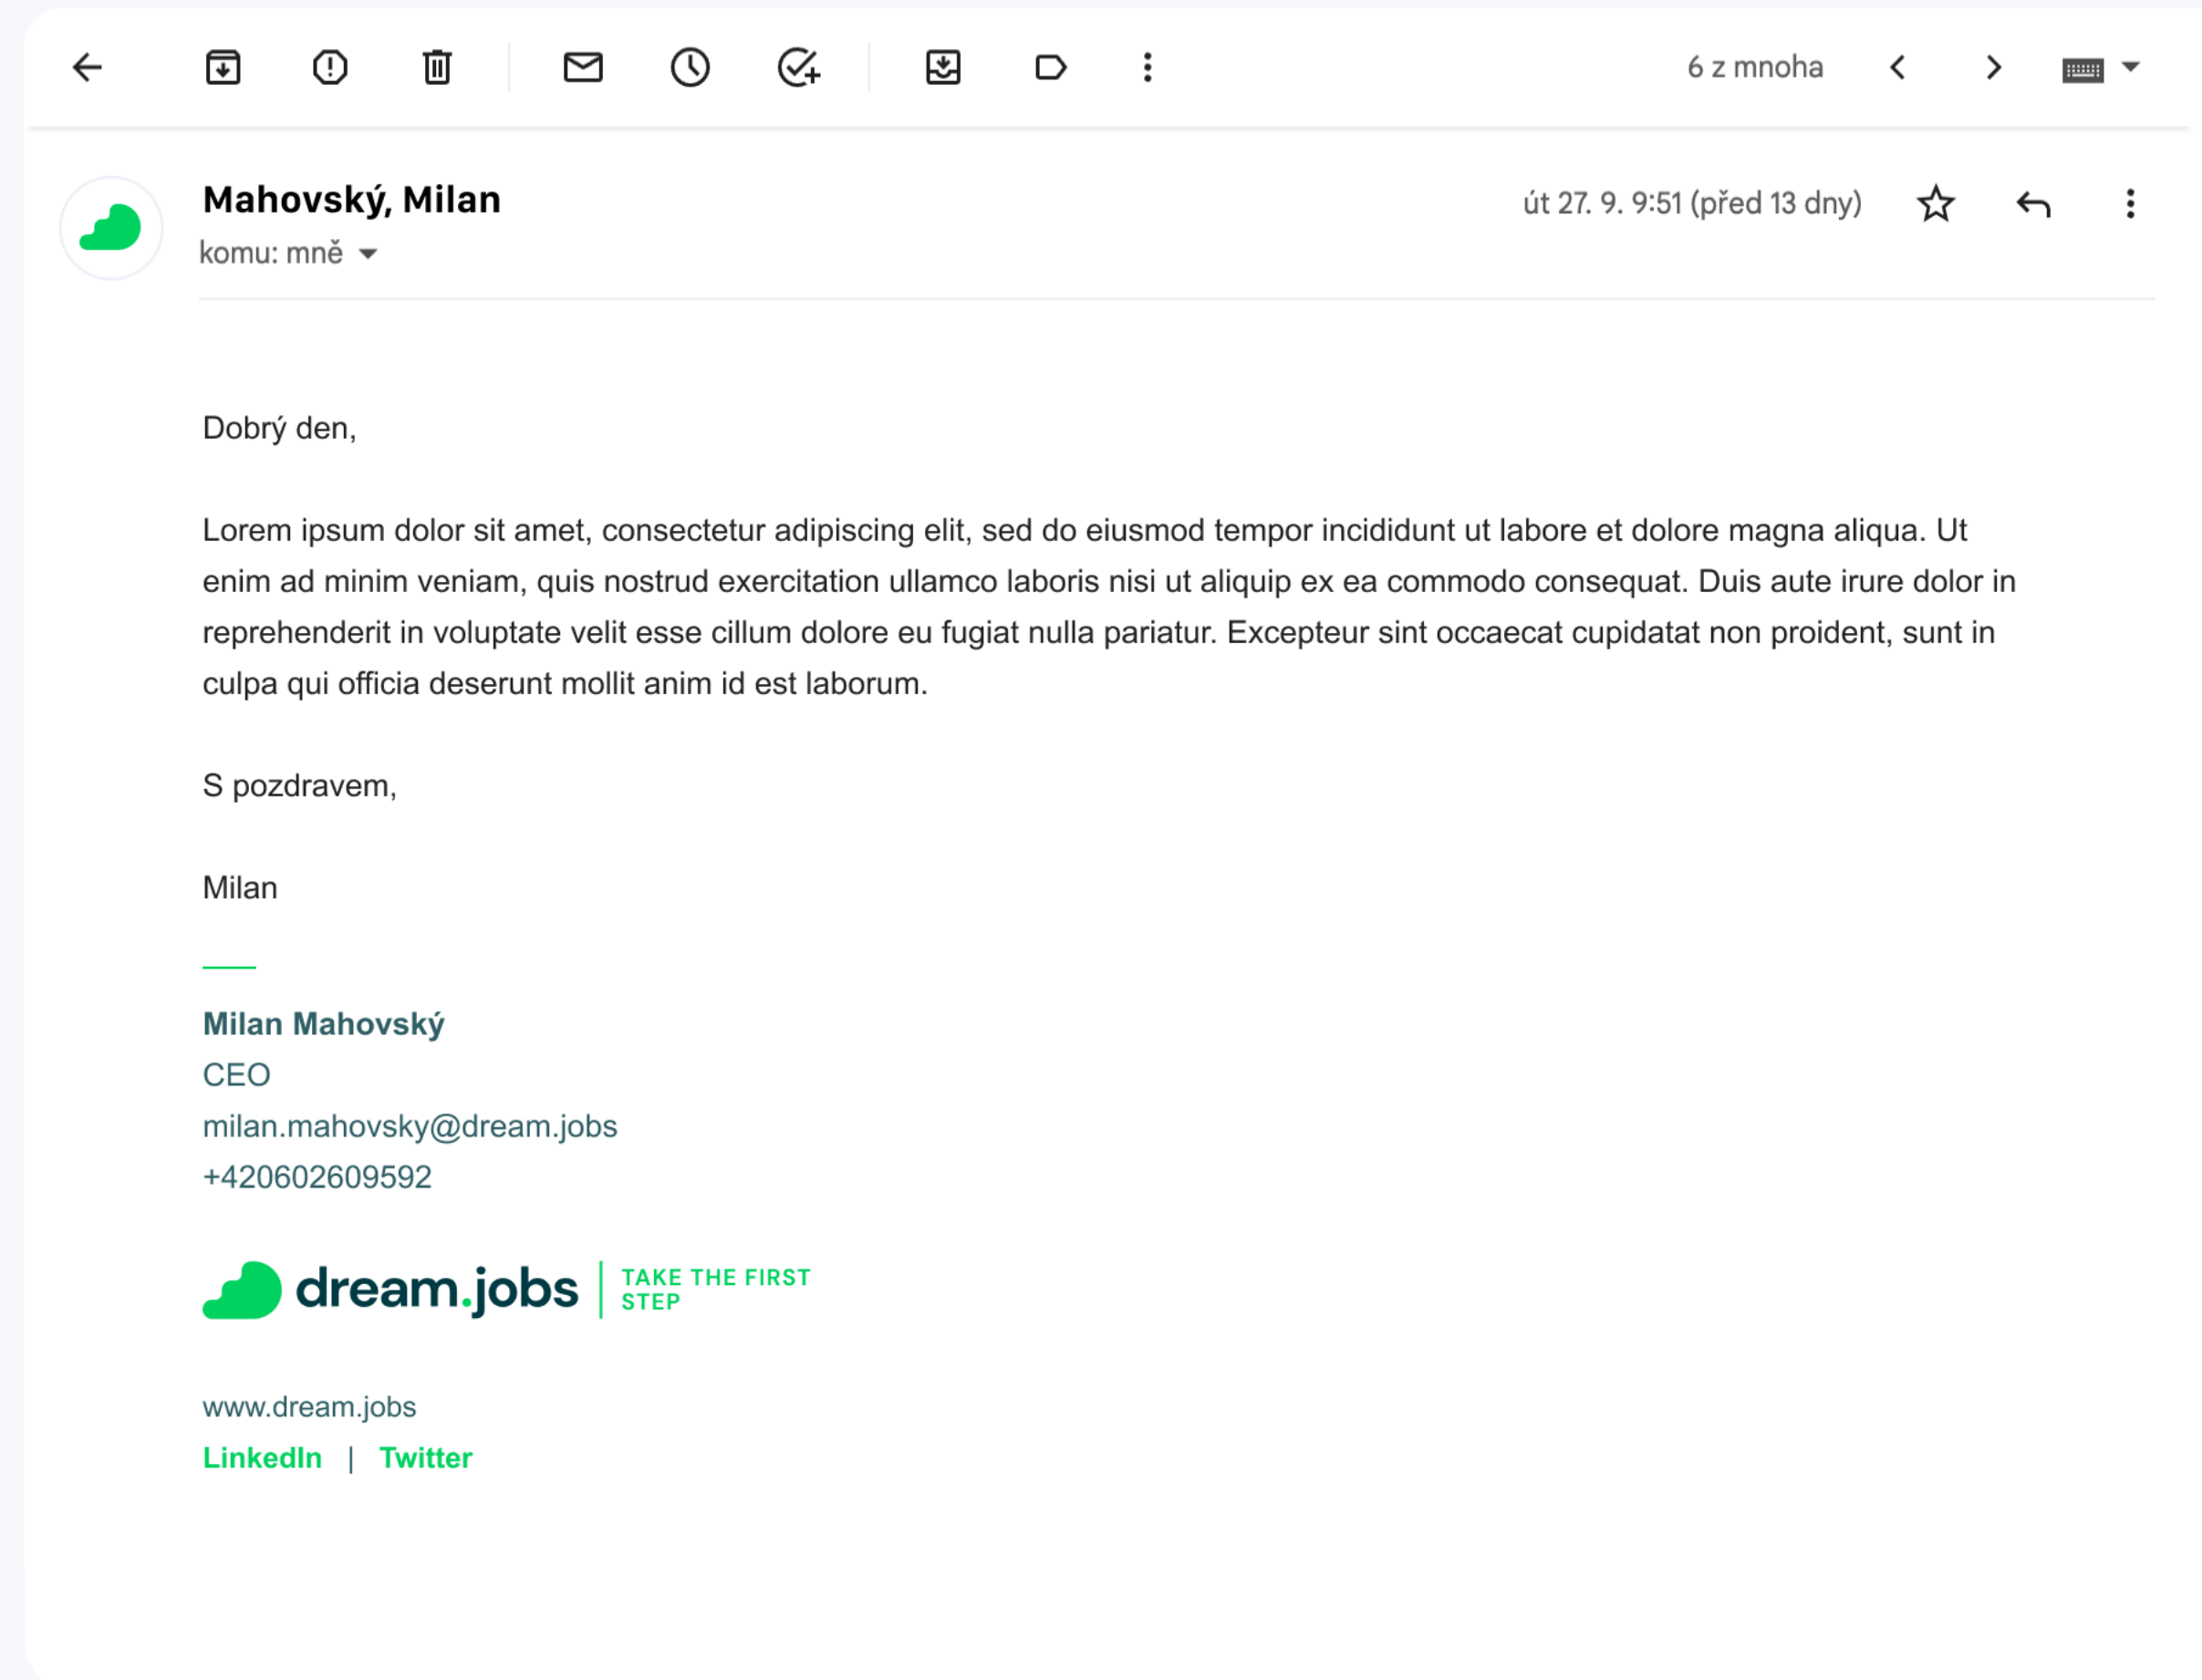 6 z mnoha
Mahovský, Milan
út 27. 9. 9:51 (před 13 dny)
komu: mně
Dobrý den,
Lorem ipsum dolor sit amet, consectetur adipiscing elit, sed do eiusmod tempor incididunt ut labore et dolore magna aliqua. Ut
enim ad minim veniam, quis nostrud exercitation ullamco laboris nisi ut aliquip ex ea commodo consequat. Duis aute irure dolor in
reprehenderit in voluptate velit esse cillum dolore eu fugiat nulla pariatur. Excepteur sint occaecat cupidatat non proident, sunt in
culpa qui officia deserunt mollit anim id est laborum.
S pozdravem,
Milan
Milan Mahovský
CEO
milan.mahovsky@dream.jobs
+420602609592
dream.jobs
TAKE THE FIRST
STEP
www.dream.jobs
LinkedIn | Twitter